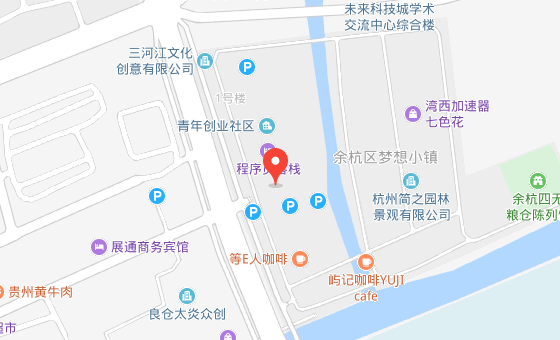 未来科技城学术
交流中心综合楼
三河江文化
创意有限公司
P
1号楼
湾西加速器
七色花
青年创业社区
余杭区梦想小镇
程序员客栈
P
杭州简之园林
景观有限公司
余杭四无
粮仓陈列
P
P
P
展通商务宾馆
等E人咖啡
屿记咖啡YUJI
cafe
贵州黄牛肉
良仓太炎众创
超市